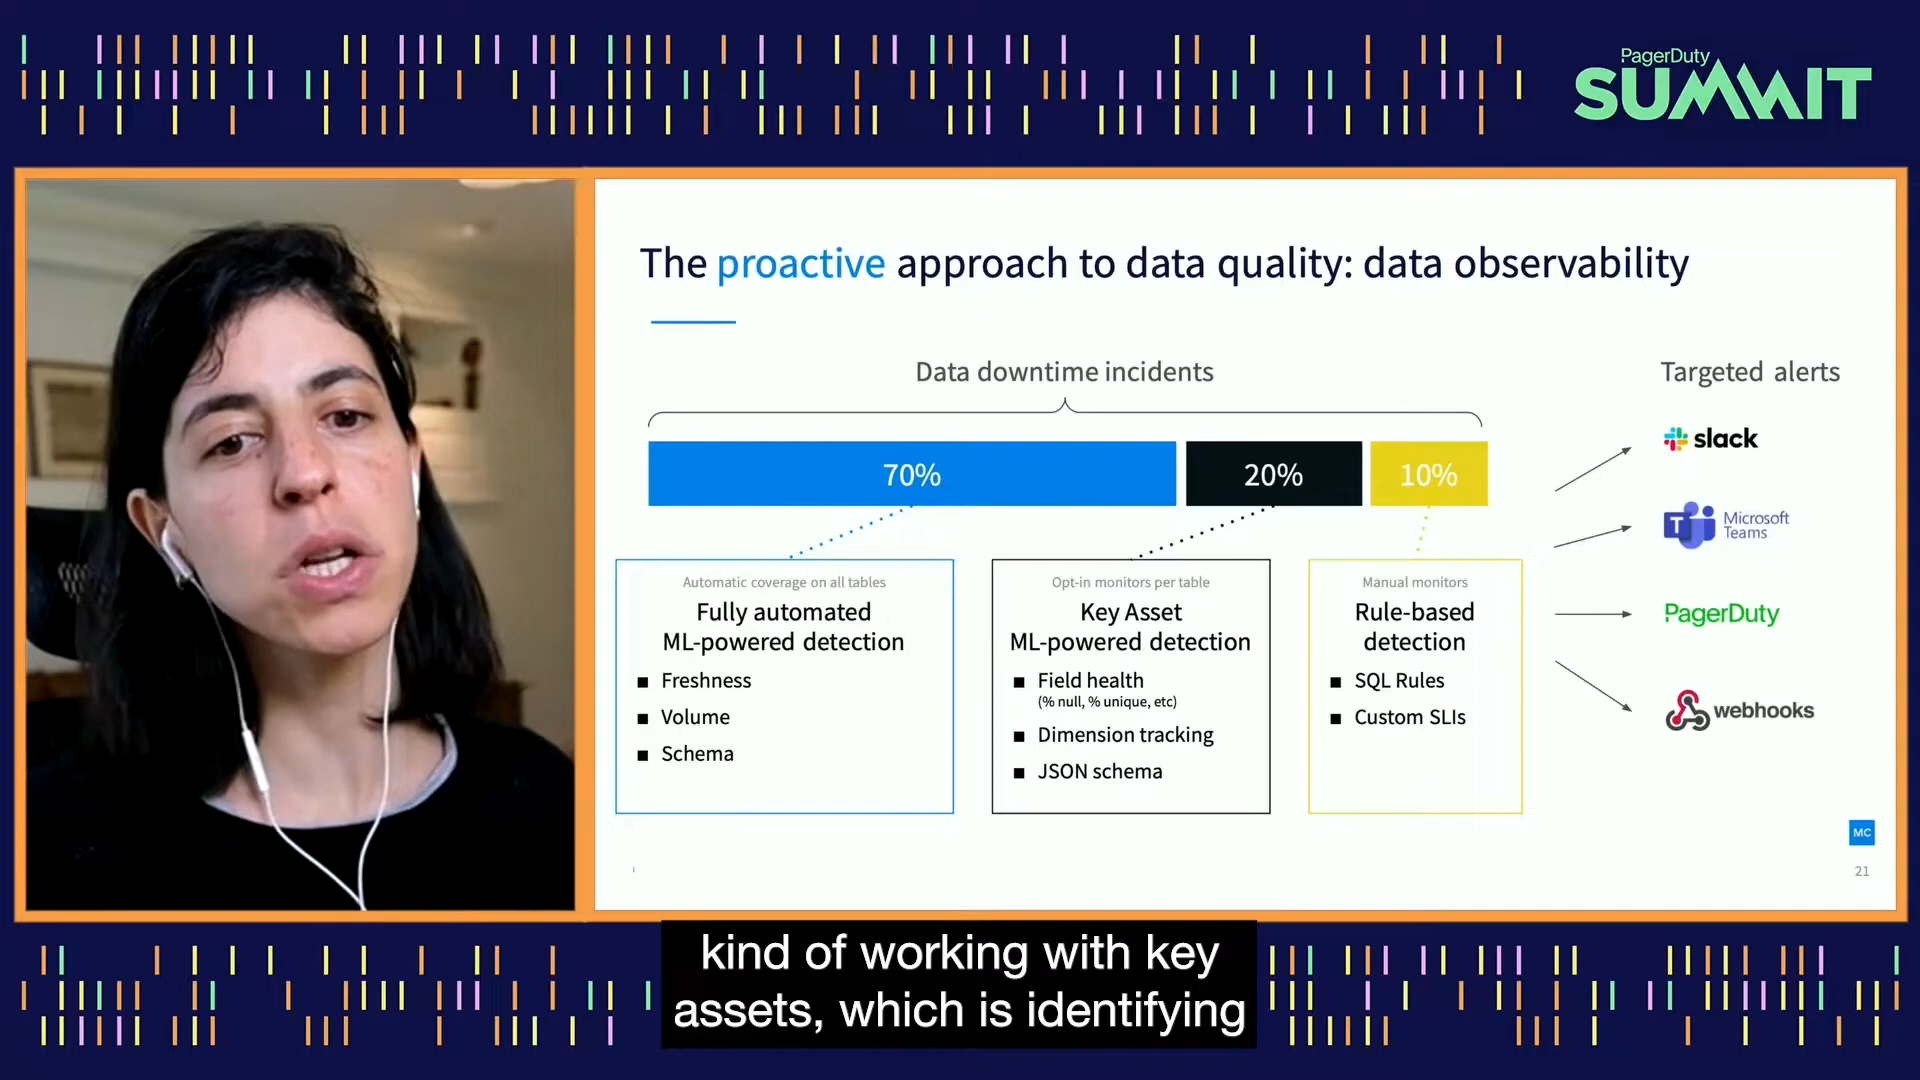 PagerDuty
SUMMIT
The proactive approach to data quality: data observability
Data downtime incidents
Targeted alerts
70%
20%
10%
slack
Microsoft
Teams
PagerDuty
webhooks
Automatic coverage on all tables
Fully automated
ML-powered detection
Freshness
Volume
Schema
Opt-in monitors per table
Key Asset
ML-powered detection
Field health
(% null, % unique, etc)
Dimension tracking
JSON schema
Manual monitors
Rule-based
detection
SQL Rules
Custom SLIs
MC
21
kind of working with key
assets, which is identifying